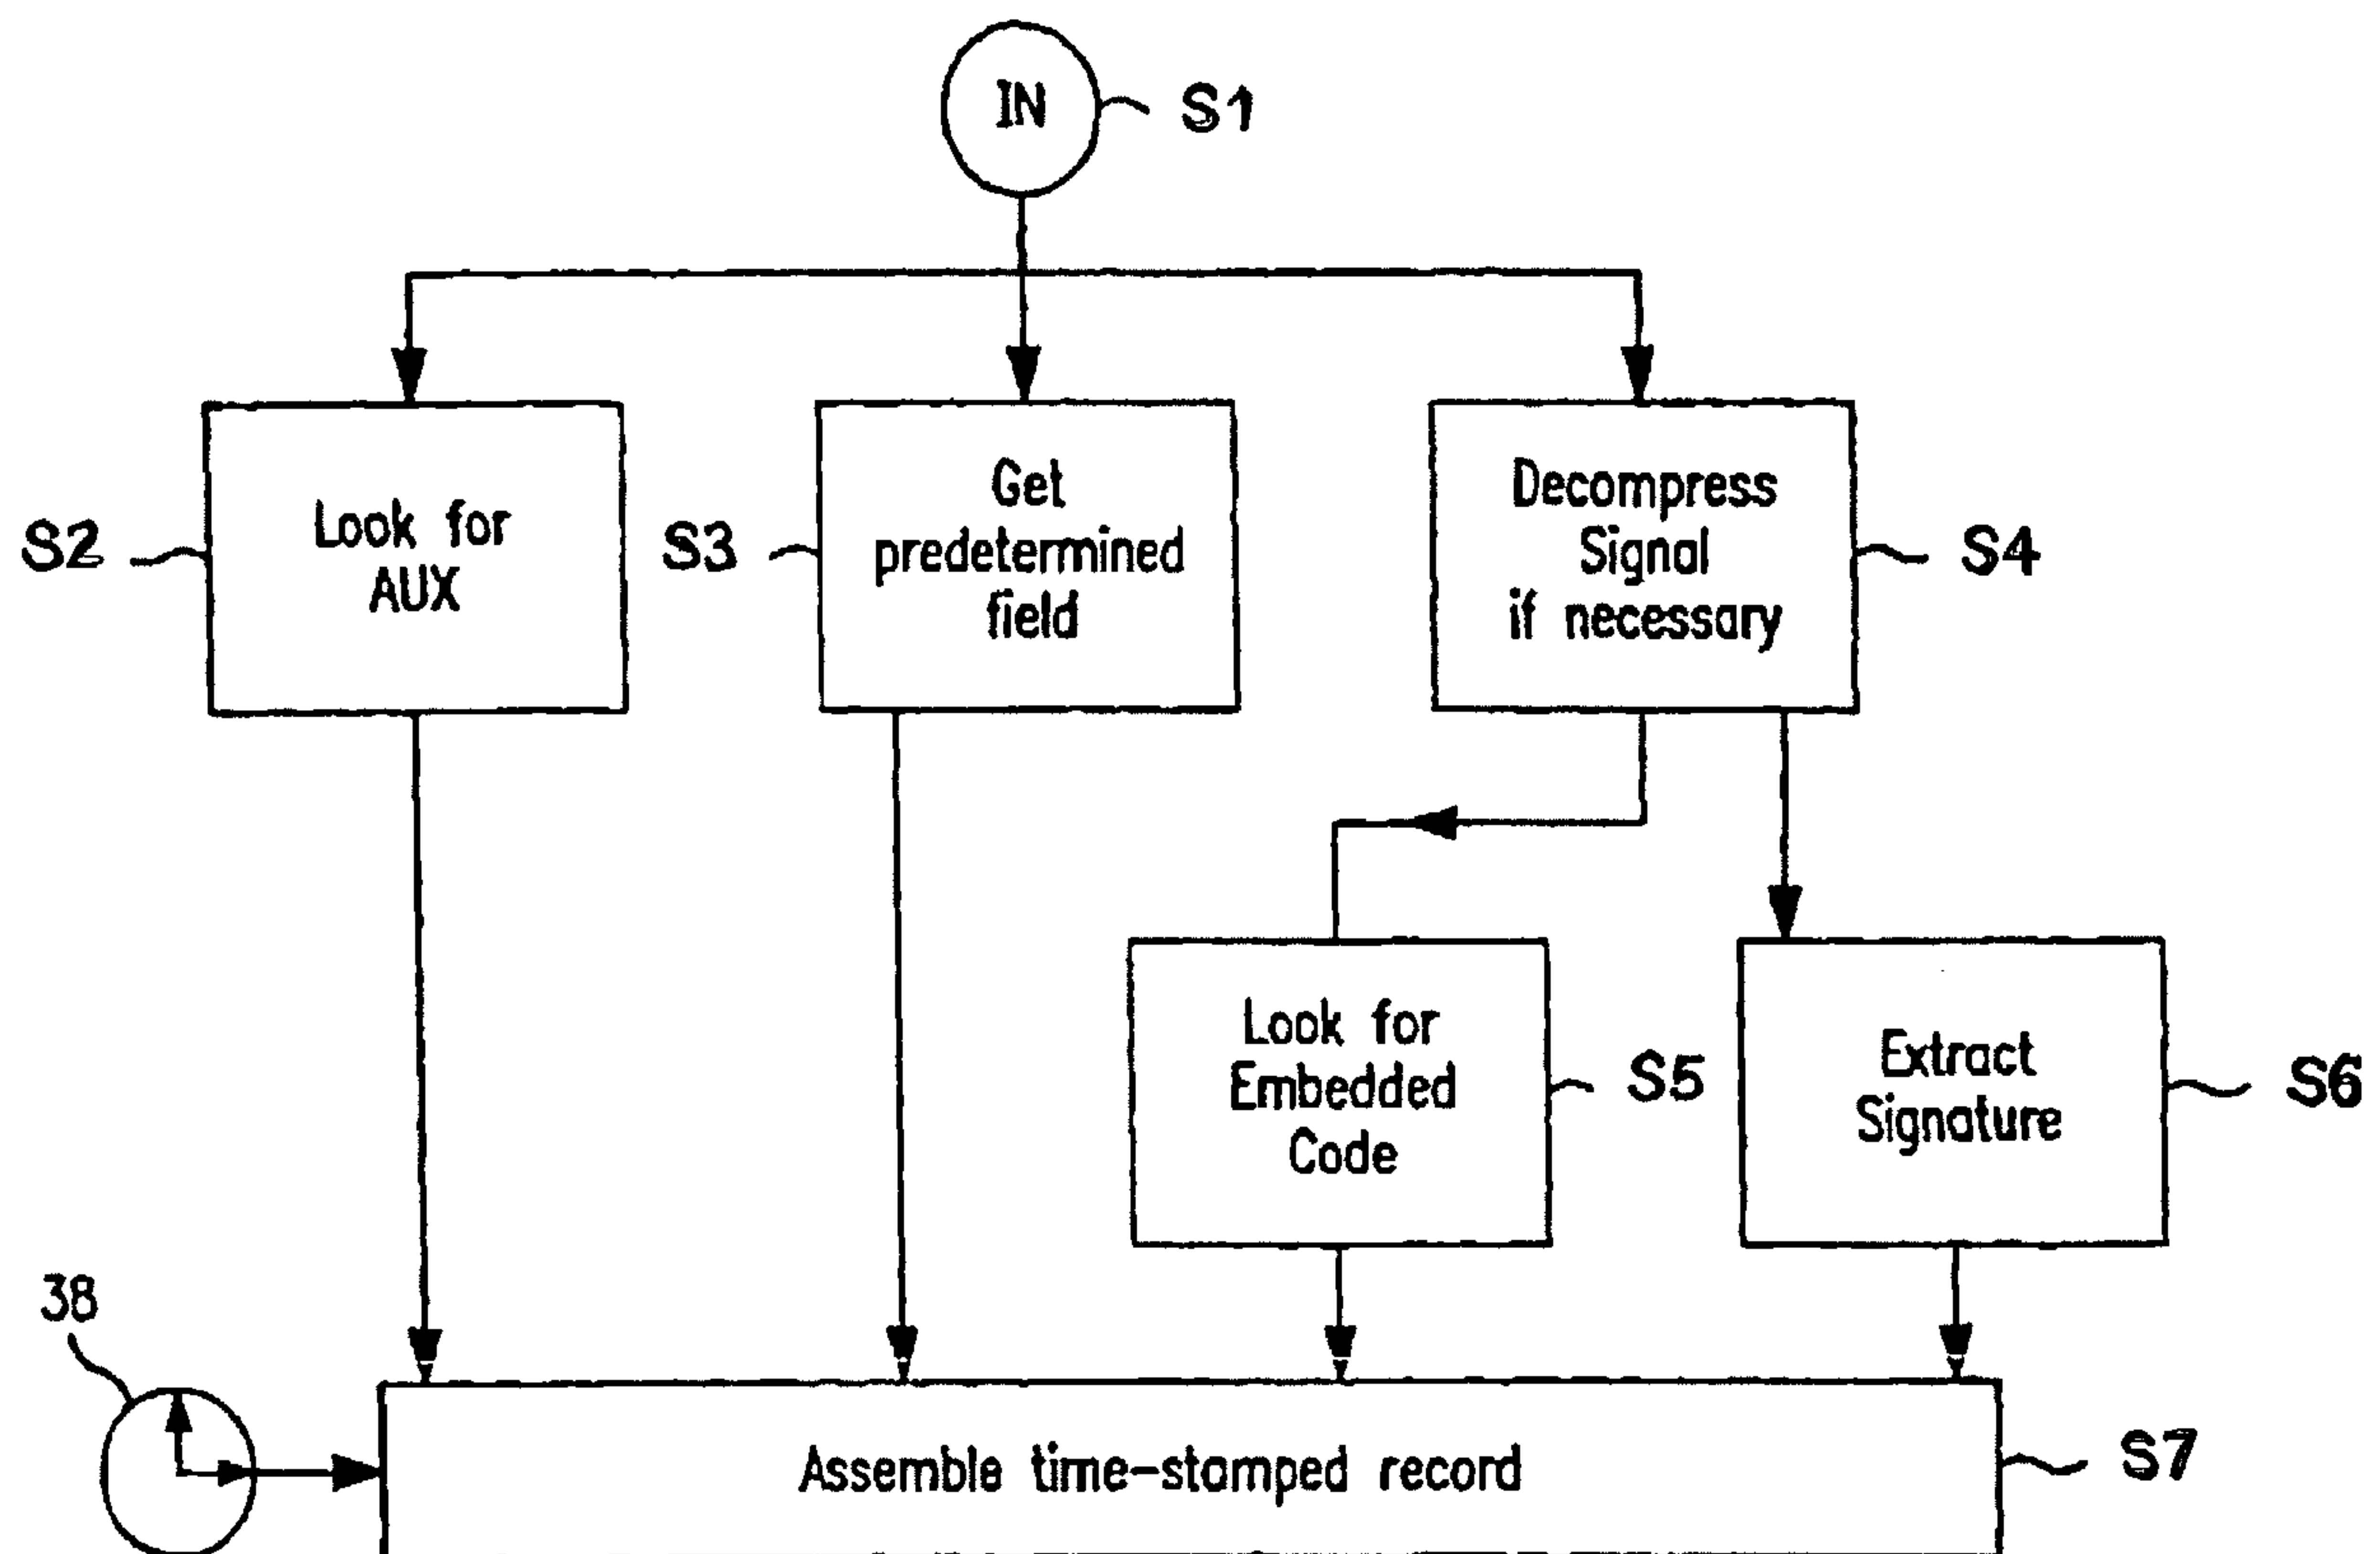 IN
S1
S2
Look for
AUX
S3
Get
predetermined
field
Decompress
Signal
if necessary
S4
Look for
Embedded
Code
S5
Extract
Signature
S6
38
Assemble time-stamped record
S7